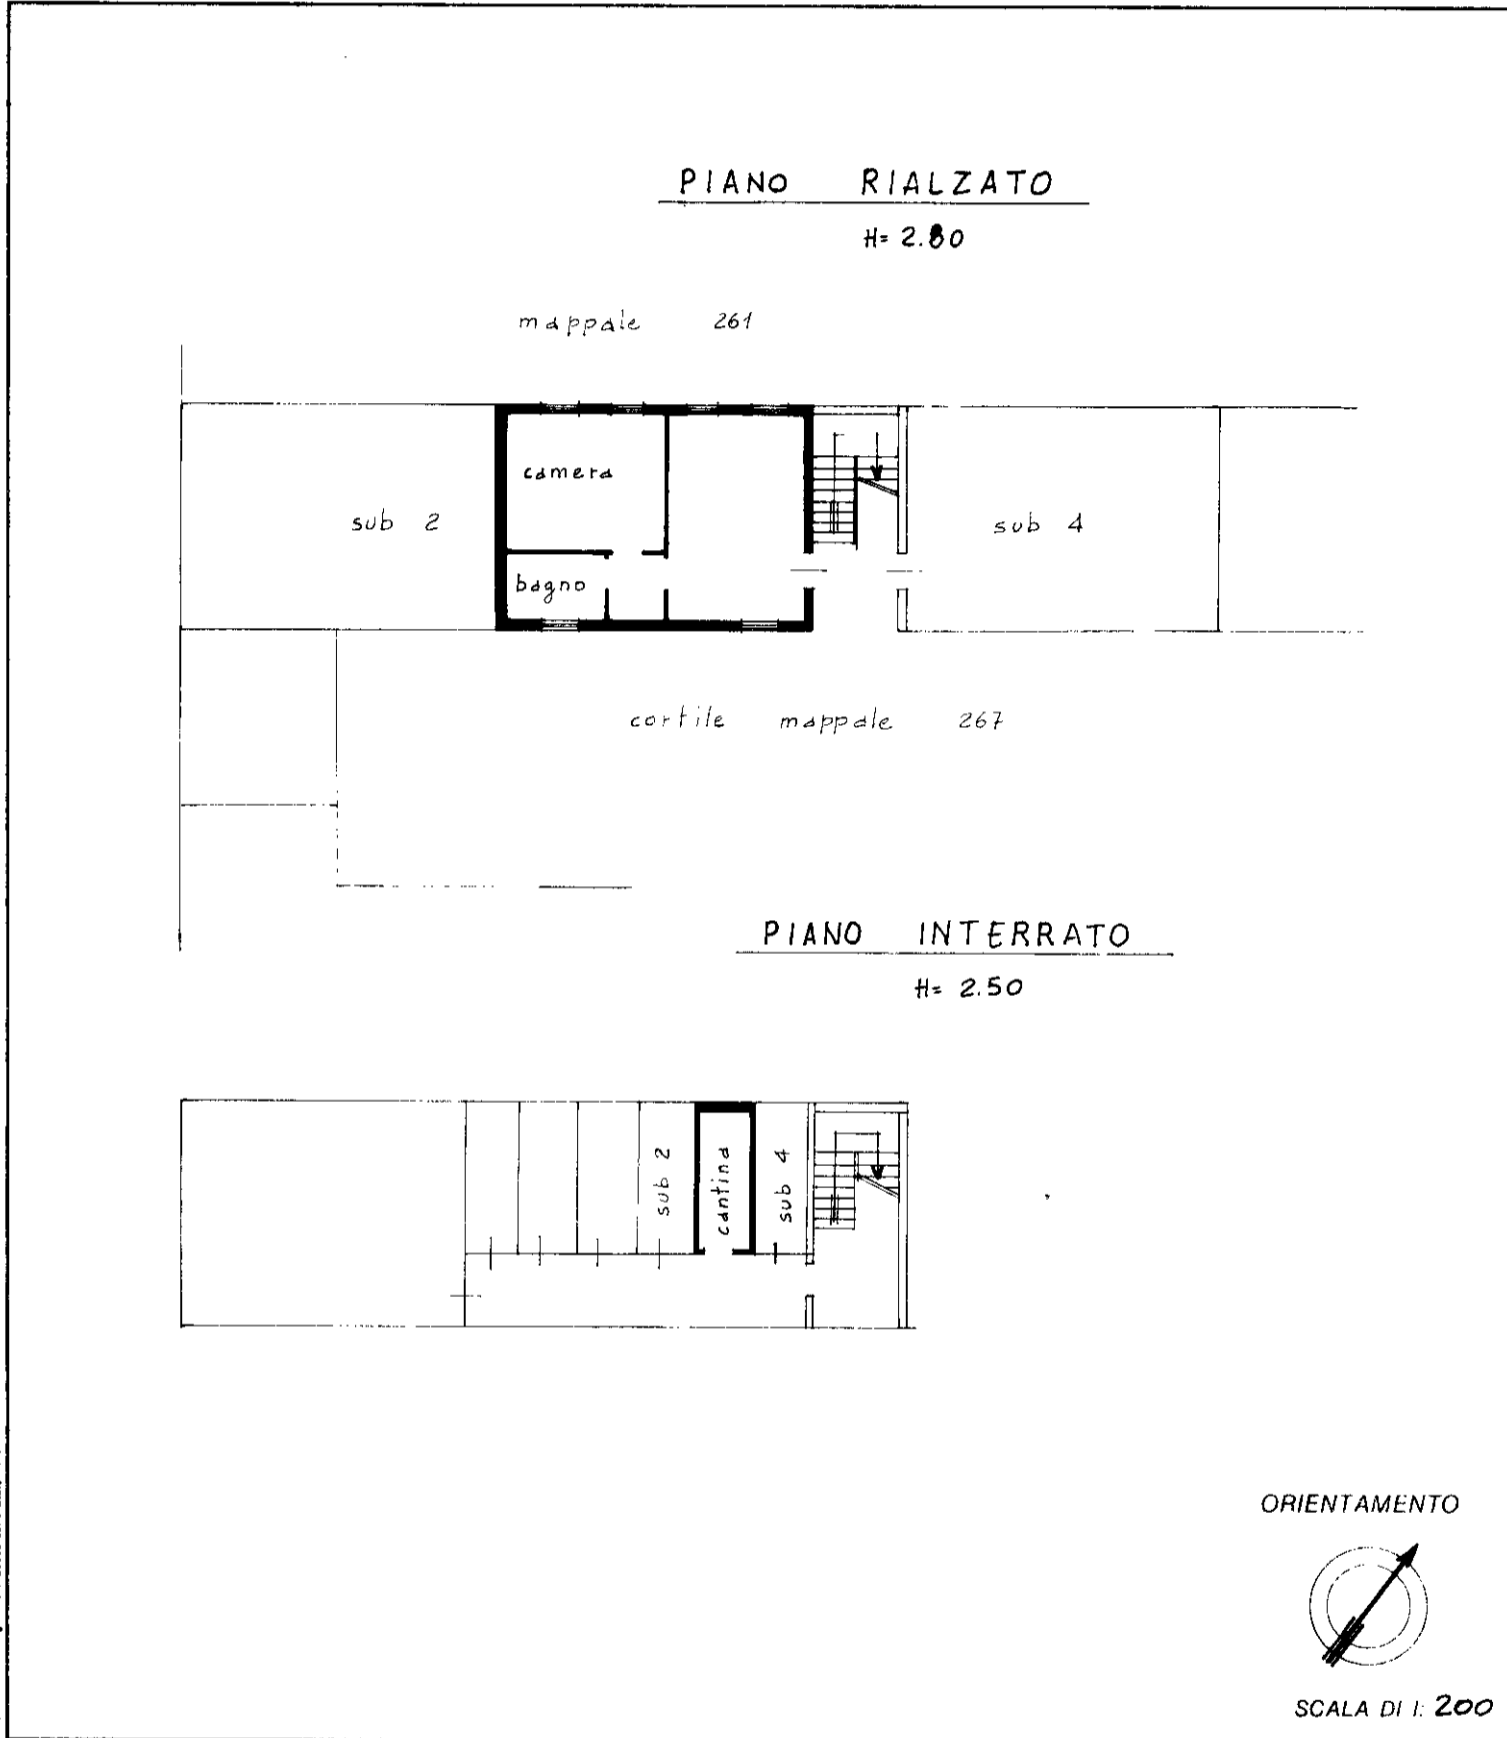 PIANO RIALZATO
H= 2.80
mappale 261
camera
sub 2
sub 4
bagno
cortile mappale 267
PIANO INTERRATO
H= 2.50
sub 2
cantina
sub 4
ORIENTAMENTO
SCALA DI 1: 200